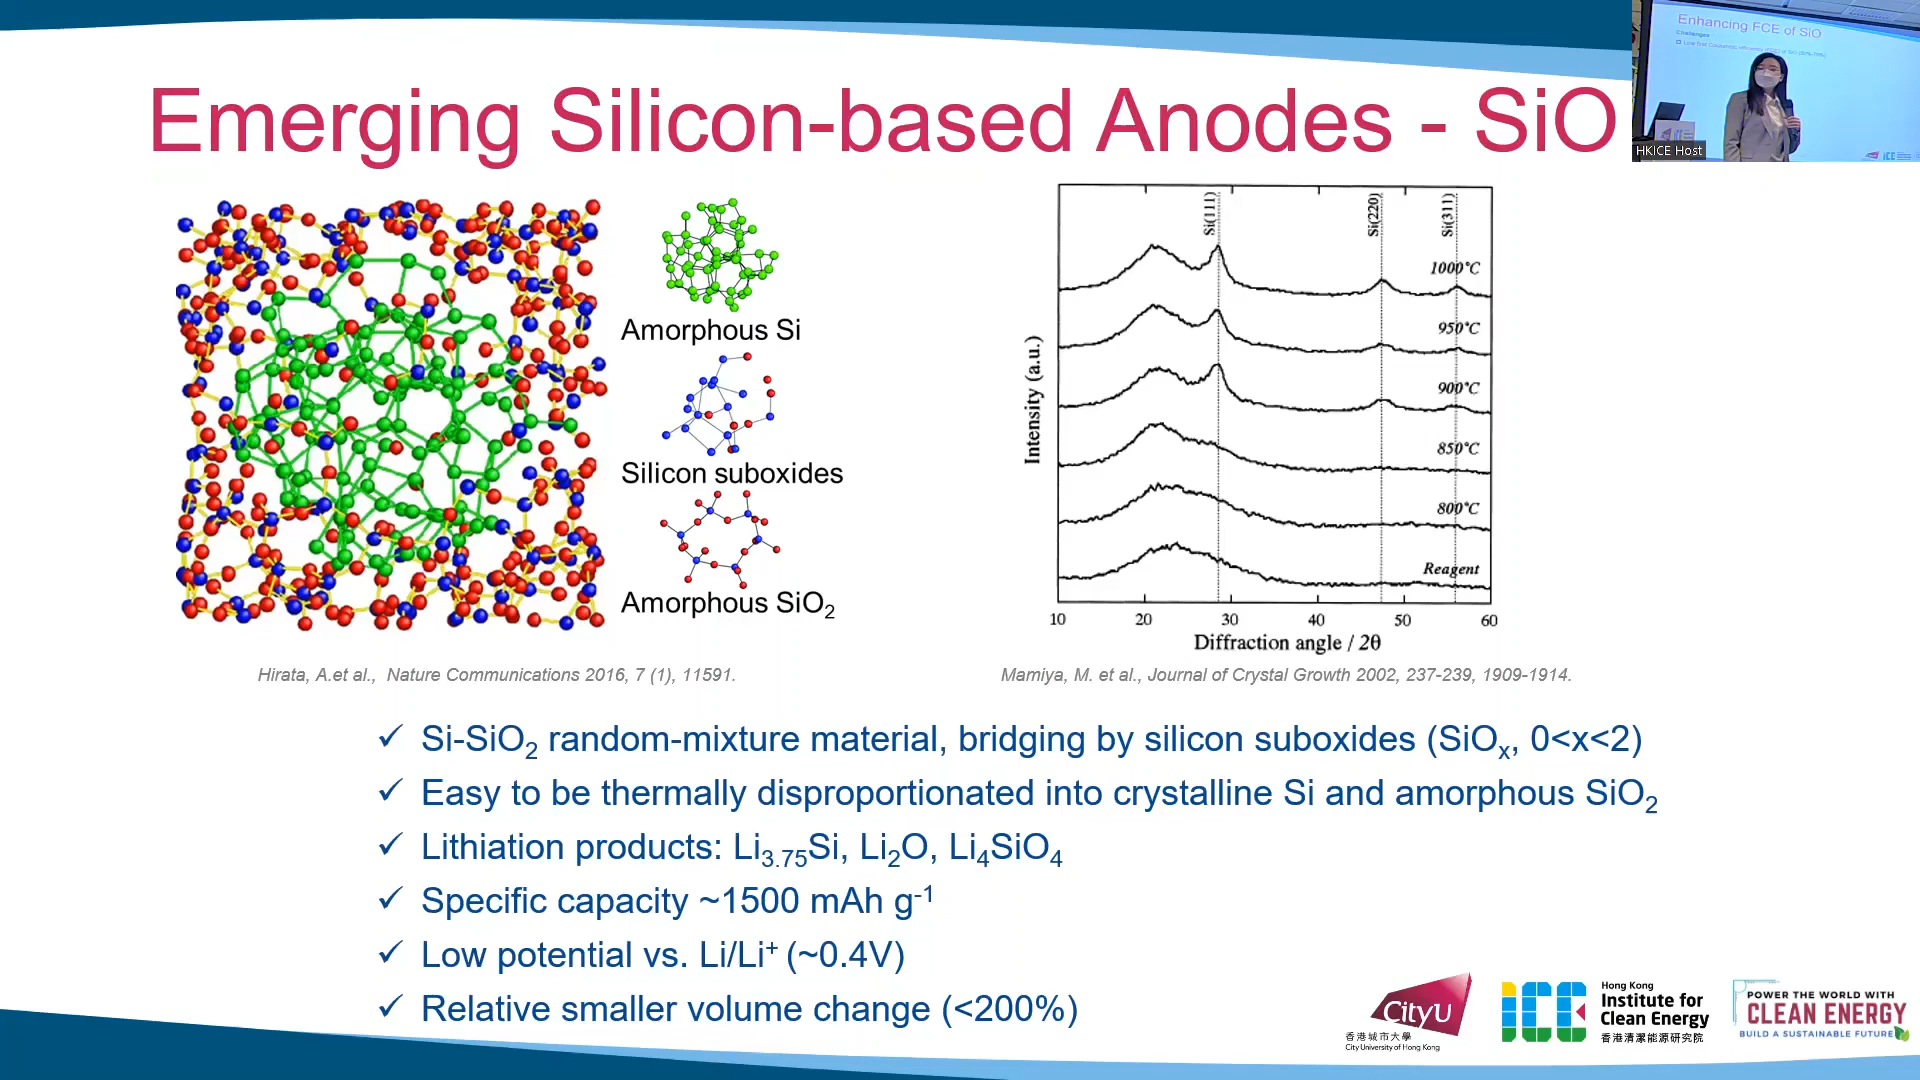 Emerging Silicon-based Anodes - SiO
Enhancing FCE of SiO
Challenges
HKICE Host
Amorphous Si
Silicon suboxides
Amorphous SiO2
Si(111)
Si(220)
Si(311)
1000°C
950°C
900°C
850°C
800°C
Reagent
Intensity (a.u.)
10 20 30 40 50 60
Diffraction angle / 2θ
Hirata, A.et al., Nature Communications 2016, 7 (1), 11591.
Mamiya, M. et al., Journal of Crystal Growth 2002, 237-239, 1909-1914.
✓ Si-SiO2 random-mixture material, bridging by silicon suboxides (SiOx, 0<x<2)
✓ Easy to be thermally disproportionated into crystalline Si and amorphous SiO2
✓ Lithiation products: Li3.75Si, Li2O, Li4SiO4
✓ Specific capacity ~1500 mAh g-1
✓ Low potential vs. Li/Li+ (~0.4V)
✓ Relative smaller volume change (<200%)
CityU
香港城市大學
City University of Hong Kong
ICE
Hong Kong
Institute for
Clean Energy
香港清潔能源研究院
POWER THE WORLD WITH
CLEAN ENERGY
BUILD A SUSTAINABLE FUTURE